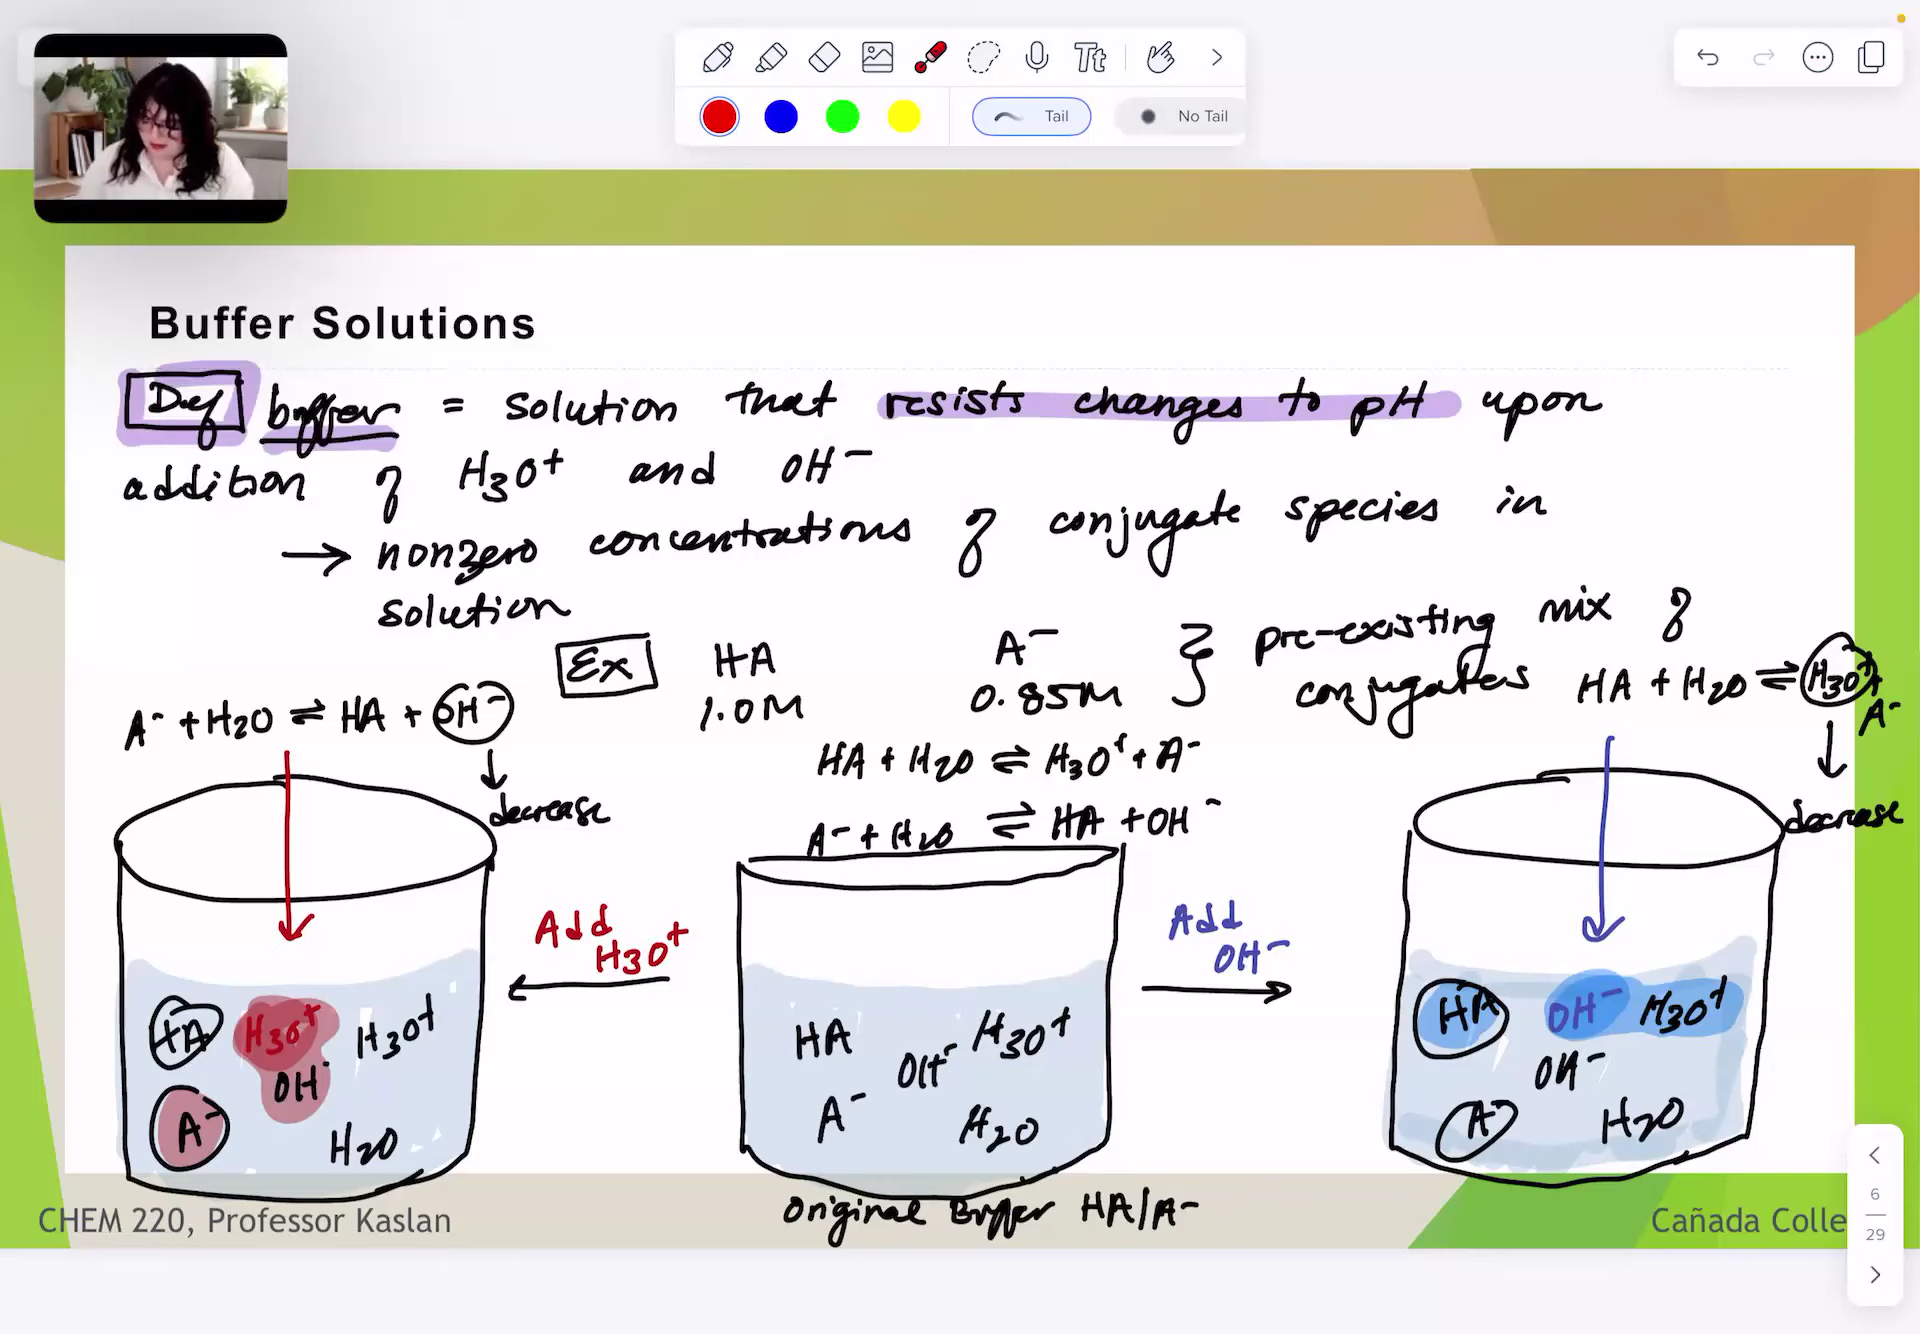 Tt
Tail
No Tail
Buffer Solutions
Def buffer = solution that resists changes to pH upon
addition of H3O+ and OH-
→ nonzero concentrations of conjugate species in
solution
Ex HA A- } pre-existing mix of
1.0M 0.85M conjugates
A- + H2O ⇌ HA + OH-
↓
decrease
HA + H2O ⇌ H3O+ + A-
A- + H2O ⇌ HA + OH-
HA + H2O ⇌ H3O+ +
A-
↓
decrease
Add
H3O+
Add
OH-
HA H3O+ H3O+
OH-
A- H2O
HA H3O+
OH-
A- H2O
HA OH- H3O+
OH-
A- H2O
Original Buffer HA/A-
CHEM 220, Professor Kaslan
Cañada Colle
6
29